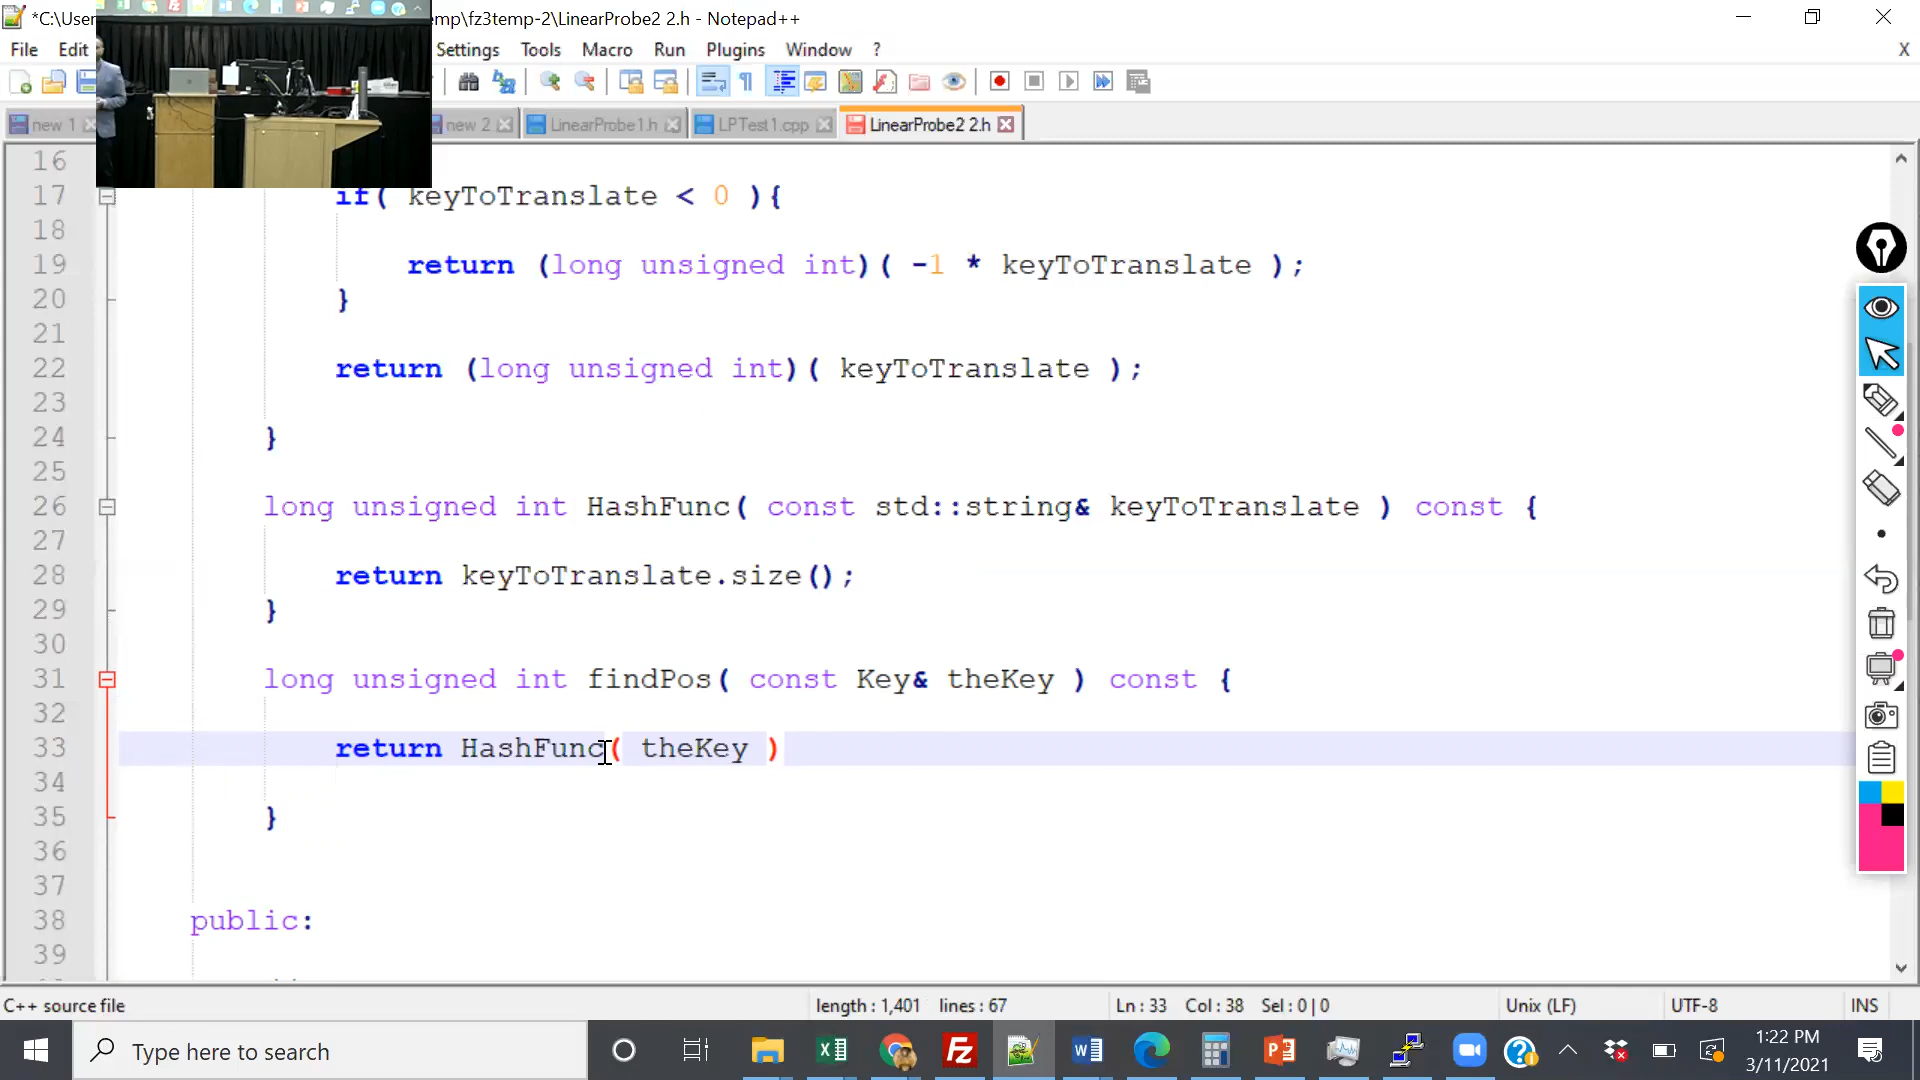 *C:\User
emp\fz3temp-2\LinearProbe2 2.h - Notepad++
File Edit Settings Tools Macro Run Plugins Window ? X
new 1 new 2 LinearProbe1.h LPTest1.cpp LinearProbe2 2.h
16
17 if( keyToTranslate < 0 ){
18
19 return (long unsigned int)( -1 * keyToTranslate );
20 }
21
22 return (long unsigned int)( keyToTranslate );
23
24 }
25
26 long unsigned int HashFunc( const std::string& keyToTranslate ) const {
27
28 return keyToTranslate.size();
29 }
30
31 long unsigned int findPos( const Key& theKey ) const {
32
33 return HashFunc( theKey )
34
35 }
36
37
38 public:
39
C++ source file length : 1,401 lines : 67 Ln : 33 Col : 38 Sel : 0 | 0 Unix (LF) UTF-8 INS
Type here to search
1:22 PM
3/11/2021